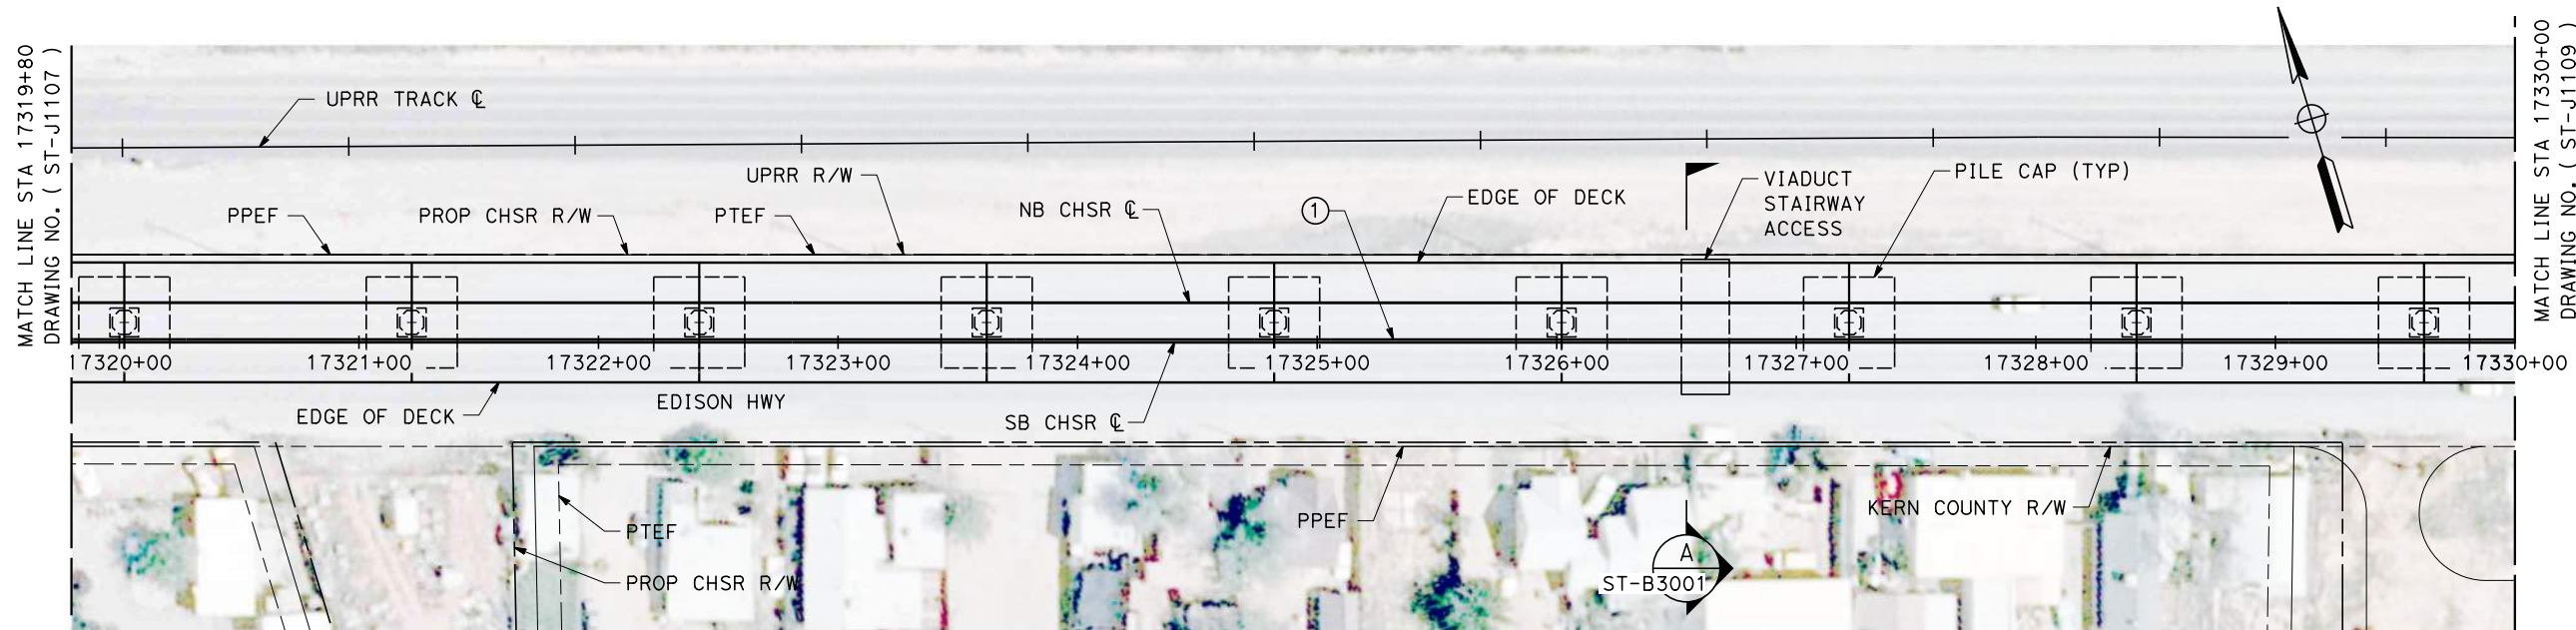 MATCH LINE STA 17319+80
DRAWING NO. ( ST-J1107 )
UPRR TRACK ℄
UPRR R/W
PPEF
PROP CHSR R/W
PTEF
NB CHSR ℄
1
EDGE OF DECK
VIADUCT
STAIRWAY
ACCESS
PILE CAP (TYP)
MATCH LINE STA 17330+00
DRAWING NO. ( ST-J1109 )
17320+00
17321+00
17322+00
17323+00
17324+00
17325+00
17326+00
17327+00
17328+00
17329+00
17330+00
EDGE OF DECK
EDISON HWY
SB CHSR ℄
PTEF
PROP CHSR R/W
PPEF
KERN COUNTY R/W
A
ST-B3001